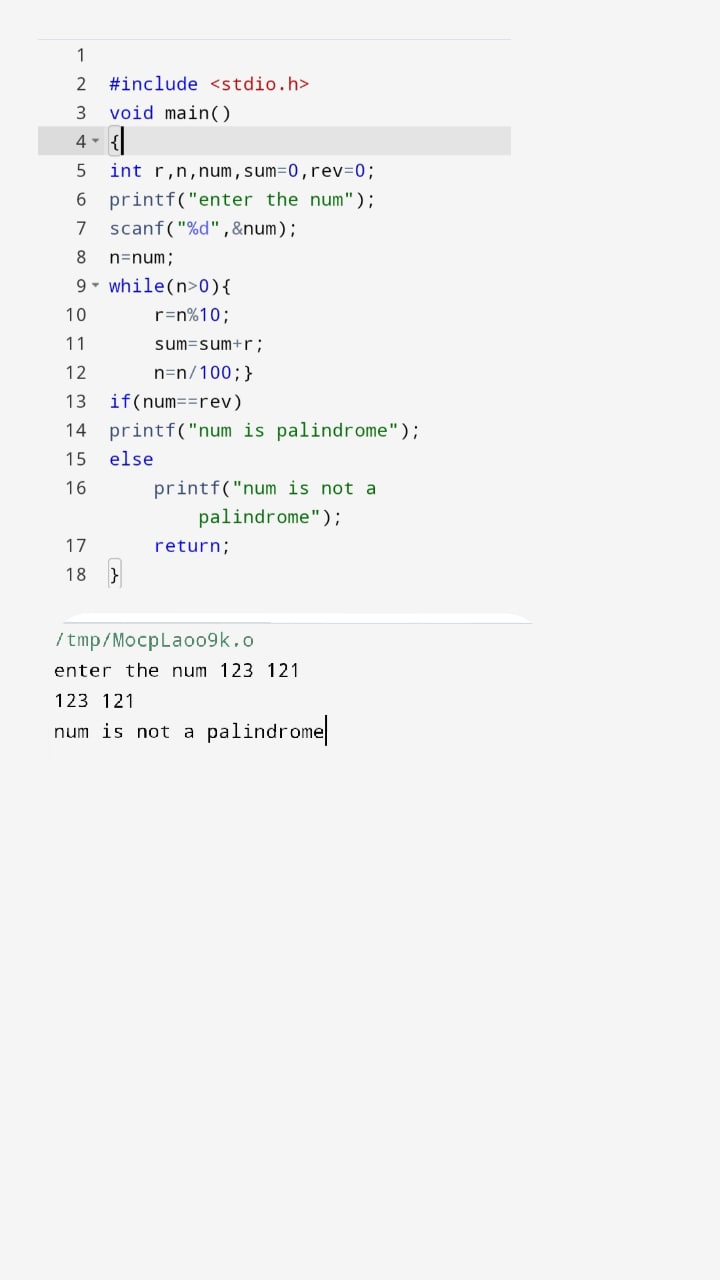 1
2 #include <stdio.h>
3 void main()
4 {
5 int r,n,num,sum=0,rev=0;
6 printf("enter the num");
7 scanf("%d",&num);
8 n=num;
9 while(n>0){
10 r=n%10;
11 sum=sum+r;
12 n=n/100;}
13 if(num==rev)
14 printf("num is palindrome");
15 else
16 printf("num is not a
palindrome");
17 return;
18 }
/tmp/MocpLaoo9k.o
enter the num 123 121
123 121
num is not a palindrome